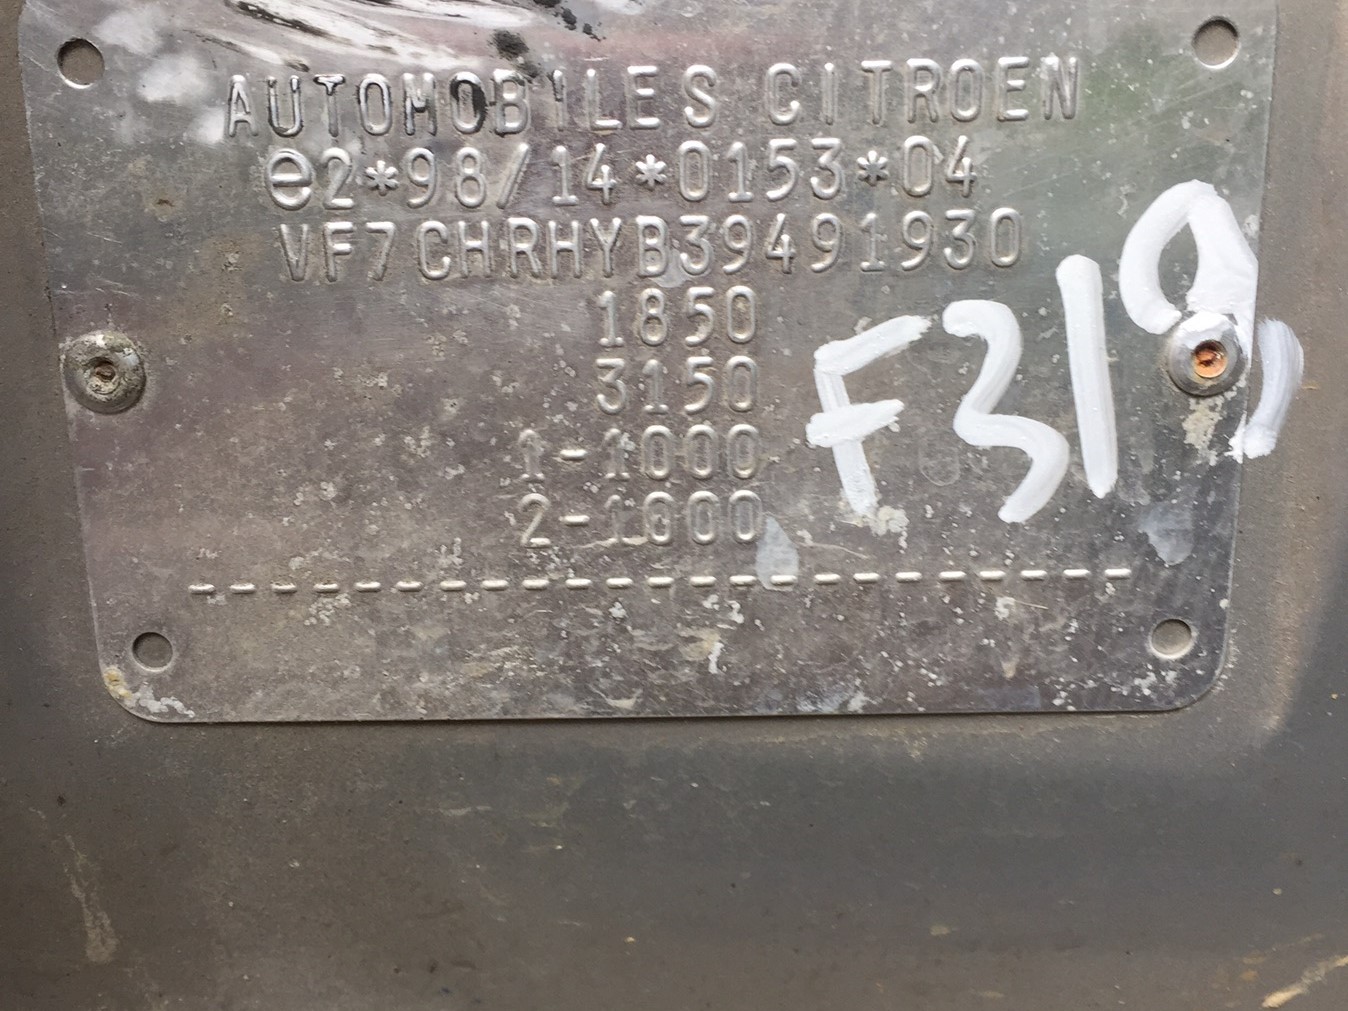 AUTOMOBILES CITROEN
e2*98/14*0153*04
VF7CHRHYB39491930
1850
3150
1-1000
2-1000
F319